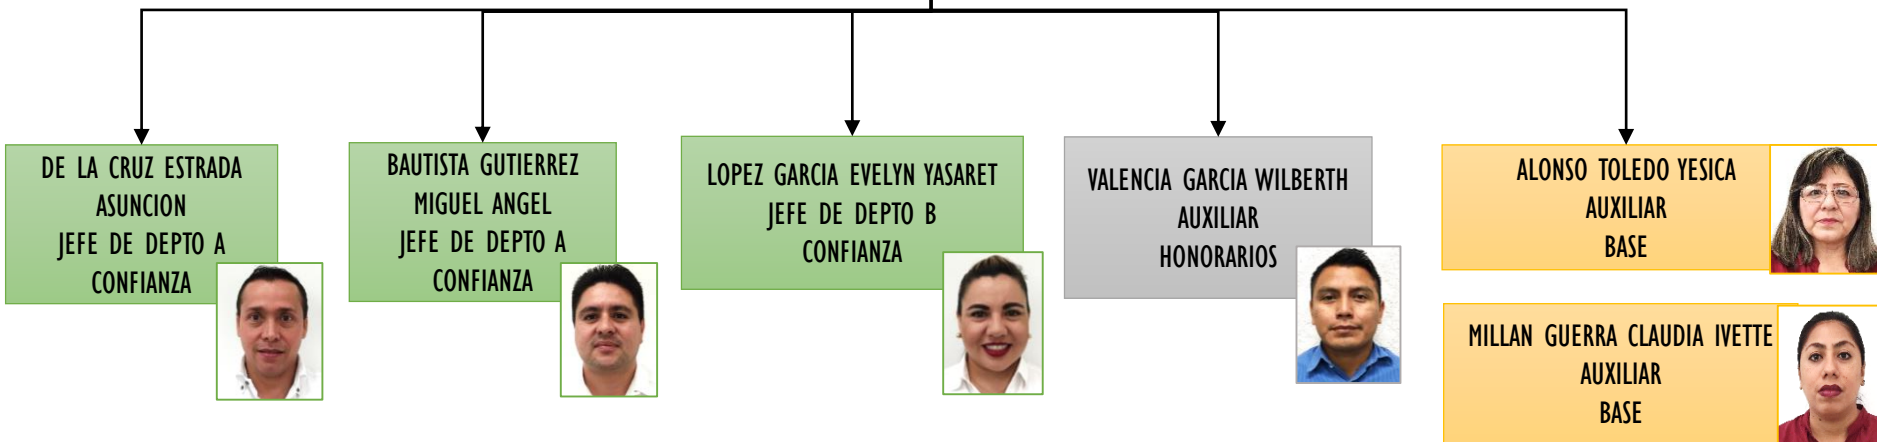 DE LA CRUZ ESTRADA
ASUNCION
JEFE DE DEPTO A
CONFIANZA
BAUTISTA GUTIERREZ
MIGUEL ANGEL
JEFE DE DEPTO A
CONFIANZA
LOPEZ GARCIA EVELYN YASARET
JEFE DE DEPTO B
CONFIANZA
VALENCIA GARCIA WILBERTH
AUXILIAR
HONORARIOS
ALONSO TOLEDO YESICA
AUXILIAR
BASE
MILLAN GUERRA CLAUDIA IVETTE
AUXILIAR
BASE